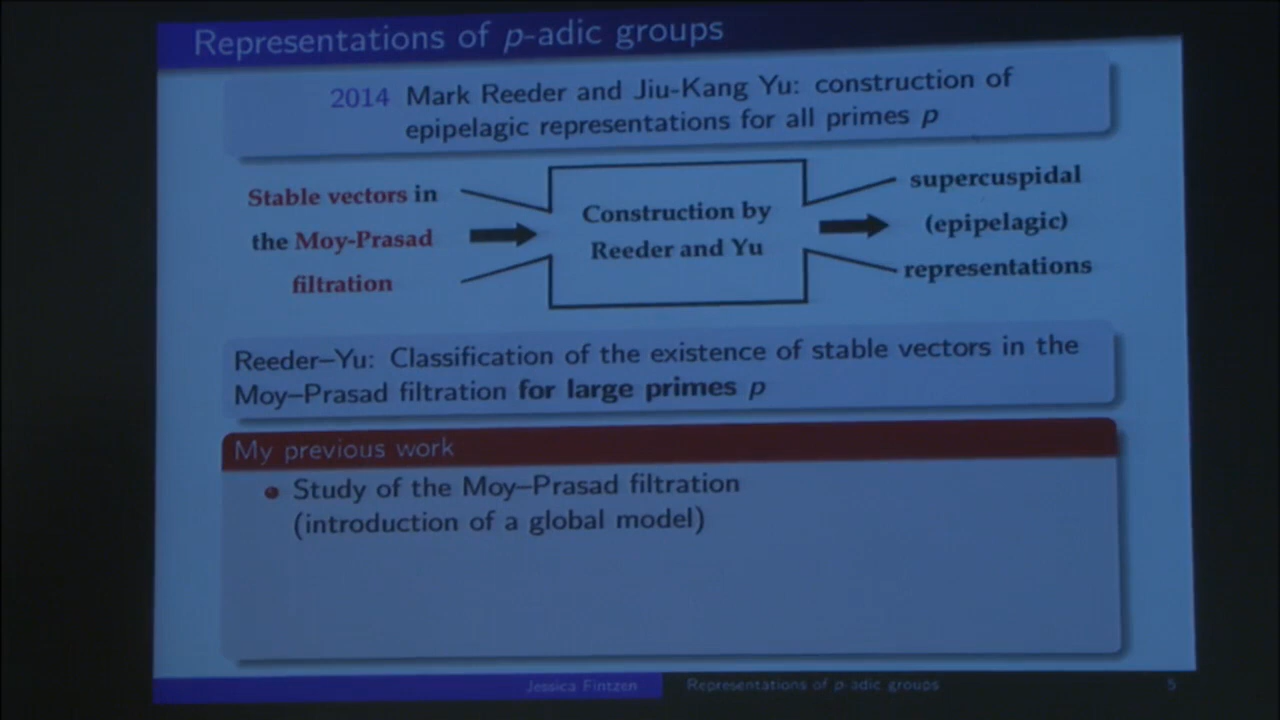 Representations of p-adic groups
2014 Mark Reeder and Jiu-Kang Yu: construction of
epipelagic representations for all primes p
Stable vectors in
the Moy-Prasad
filtration
Construction by
Reeder and Yu
supercuspidal
(epipelagic)
representations
Reeder–Yu: Classification of the existence of stable vectors in the
Moy–Prasad filtration for large primes p
My previous work
Study of the Moy–Prasad filtration
(introduction of a global model)
Jessica Fintzen
Representations of p-adic groups
5